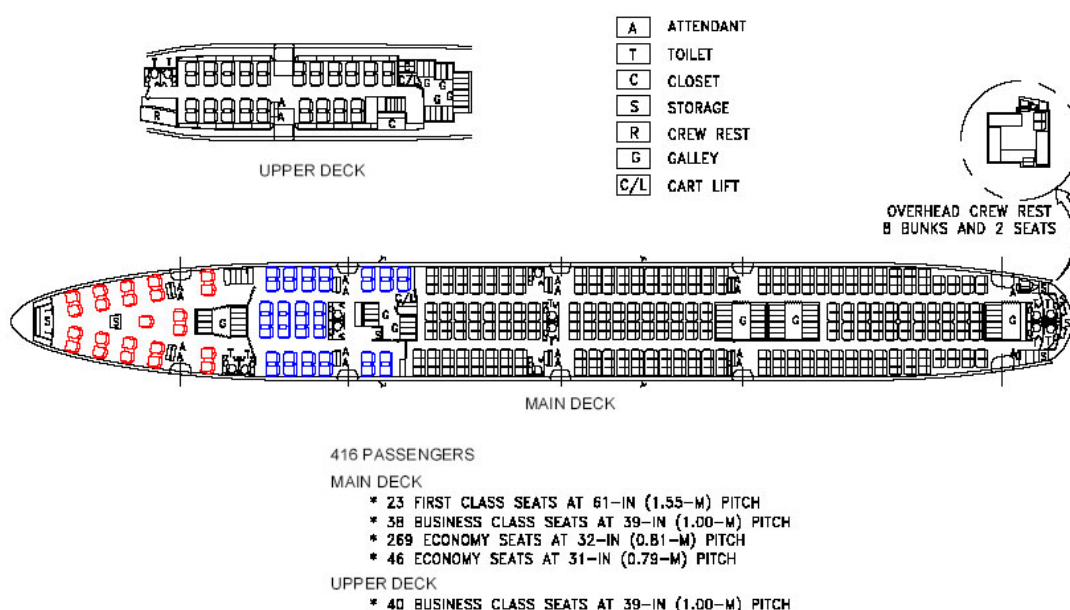 A ATTENDANT
T TOILET
C CLOSET
S STORAGE
R CREW REST
G GALLEY
C/L CART LIFT
UPPER DECK
OVERHEAD CREW REST
8 BUNKS AND 2 SEATS
MAIN DECK
416 PASSENGERS
MAIN DECK
* 23 FIRST CLASS SEATS AT 61-IN (1.55-M) PITCH
* 38 BUSINESS CLASS SEATS AT 39-IN (1.00-M) PITCH
* 269 ECONOMY SEATS AT 32-IN (0.81-M) PITCH
* 46 ECONOMY SEATS AT 31-IN (0.79-M) PITCH
UPPER DECK
* 40 BUSINESS CLASS SEATS AT 39-IN (1.00-M) PITCH